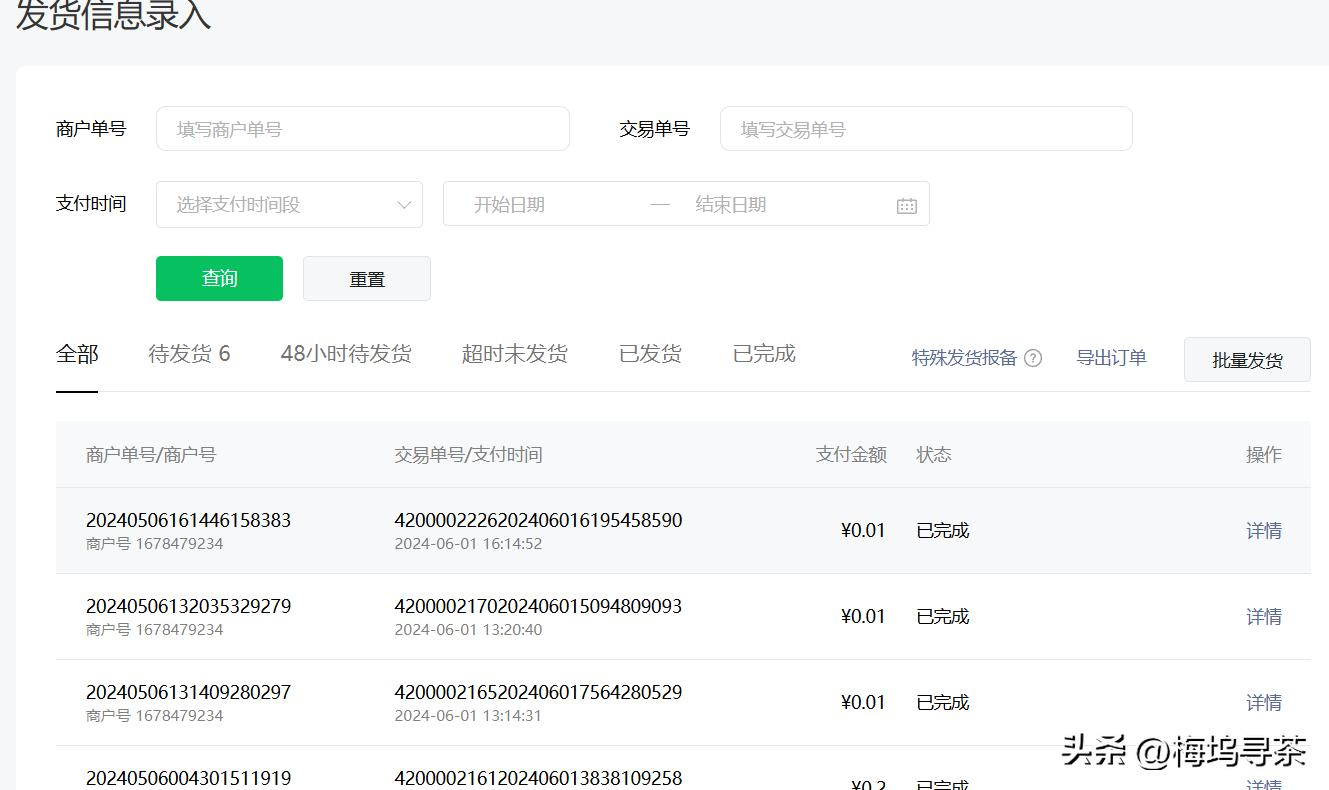 发货信息录入
商户单号 填写商户单号 交易单号 填写交易单号
支付时间 选择支付时间段 开始日期 — 结束日期
查询 重置
全部 待发货 6 48小时待发货 超时未发货 已发货 已完成 特殊发货报备 ? 导出订单 批量发货
商户单号/商户号 交易单号/支付时间 支付金额 状态 操作
20240506161446158383 4200002226202406016195458590 ¥0.01 已完成 详情
商户号 1678479234 2024-06-01 16:14:52
20240506132035329279 4200002170202406015094809093 ¥0.01 已完成 详情
商户号 1678479234 2024-06-01 13:20:40
20240506131409280297 4200002165202406017564280529 ¥0.01 已完成 详情
商户号 1678479234 2024-06-01 13:14:31
20240506004301511919 4200002161202406013838109258 ¥0.2 已完成 详情
头条 @梅坞寻茶